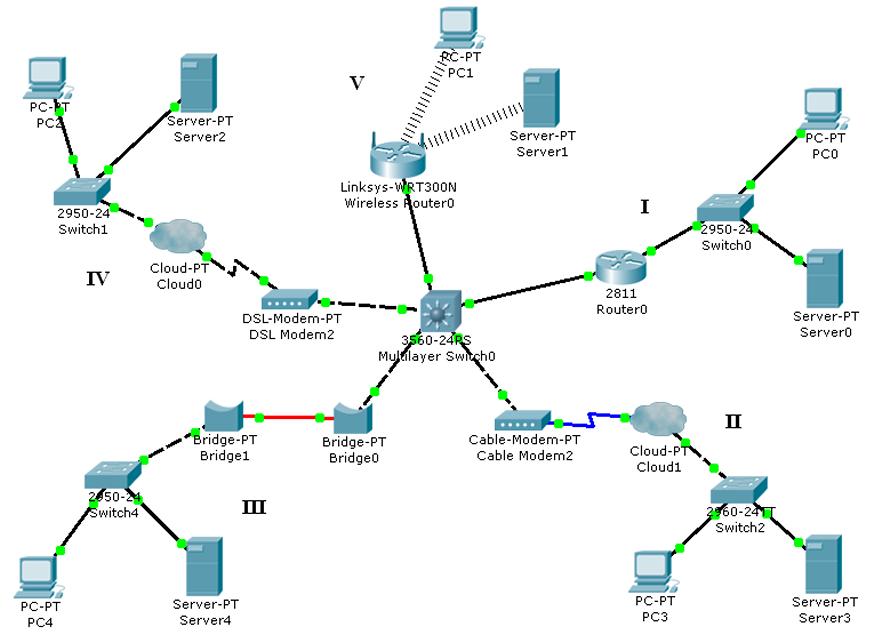 PC-PT
PC1
V
PC-PT
PC2
Server-PT
Server2
Server-PT
Server1
PC-PT
PC0
Linksys-WRT300N
Wireless Router0
I
2950-24
Switch1
2950-24
Switch0
Cloud-PT
Cloud0
IV
2811
Router0
Server-PT
Server0
DSL-Modem-PT
DSL Modem2
3560-24PS
Multilayer Switch0
Bridge-PT
Bridge1
Bridge-PT
Bridge0
Cable-Modem-PT
Cable Modem2
II
Cloud-PT
Cloud1
2950-24
Switch4
III
2960-24TT
Switch2
PC-PT
PC4
Server-PT
Server4
PC-PT
PC3
Server-PT
Server3